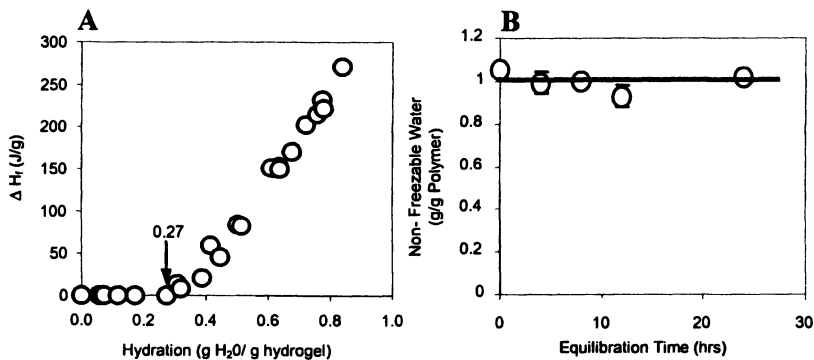 A
300
250
200
150
100
50
0
0.27
0.0 0.2 0.4 0.6 0.8 1.0
Δ Hf (J/g)
Hydration (g H20/ g hydrogel)
B
1.2
1
0.8
0.6
0.4
0.2
0
0 10 20 30
Non- Freezable Water
(g/g Polymer)
Equilibration Time (hrs)